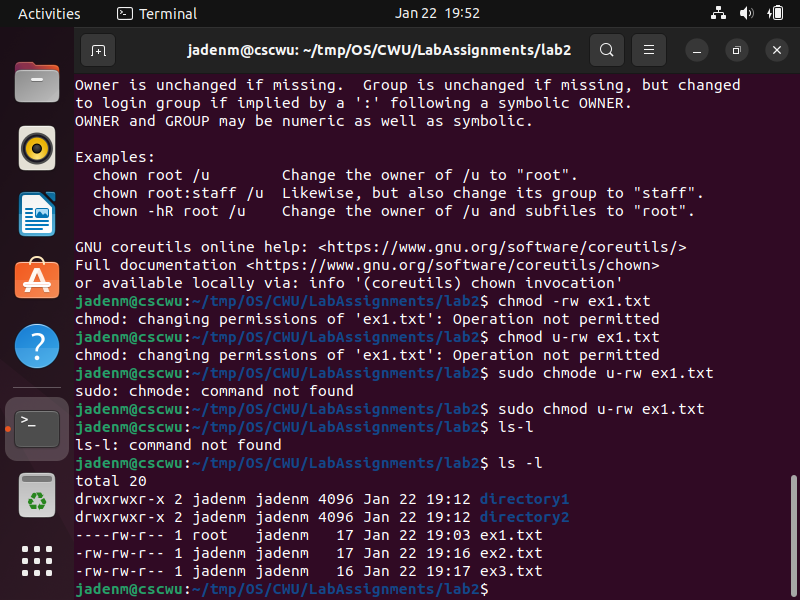 Activities Terminal Jan 22 19:52
jadenm@cscwu: ~/tmp/OS/CWU/LabAssignments/lab2
Owner is unchanged if missing.  Group is unchanged if missing, but changed
to login group if implied by a ':' following a symbolic OWNER.
OWNER and GROUP may be numeric as well as symbolic.
Examples:
  chown root /u        Change the owner of /u to "root".
  chown root:staff /u  Likewise, but also change its group to "staff".
  chown -hR root /u    Change the owner of /u and subfiles to "root".
GNU coreutils online help: <https://www.gnu.org/software/coreutils/>
Full documentation <https://www.gnu.org/software/coreutils/chown>
or available locally via: info '(coreutils) chown invocation'
jadenm@cscwu:~/tmp/OS/CWU/LabAssignments/lab2$ chmod -rw ex1.txt
chmod: changing permissions of 'ex1.txt': Operation not permitted
jadenm@cscwu:~/tmp/OS/CWU/LabAssignments/lab2$ chmod u-rw ex1.txt
chmod: changing permissions of 'ex1.txt': Operation not permitted
jadenm@cscwu:~/tmp/OS/CWU/LabAssignments/lab2$ sudo chmode u-rw ex1.txt
sudo: chmode: command not found
jadenm@cscwu:~/tmp/OS/CWU/LabAssignments/lab2$ sudo chmod u-rw ex1.txt
jadenm@cscwu:~/tmp/OS/CWU/LabAssignments/lab2$ ls-l
ls-l: command not found
jadenm@cscwu:~/tmp/OS/CWU/LabAssignments/lab2$ ls -l
total 20
drwxrwxr-x 2 jadenm jadenm 4096 Jan 22 19:12 directory1
drwxrwxr-x 2 jadenm jadenm 4096 Jan 22 19:12 directory2
----rw-r-- 1 root   jadenm   17 Jan 22 19:03 ex1.txt
-rw-rw-r-- 1 jadenm jadenm   17 Jan 22 19:16 ex2.txt
-rw-rw-r-- 1 jadenm jadenm   16 Jan 22 19:17 ex3.txt
jadenm@cscwu:~/tmp/OS/CWU/LabAssignments/lab2$